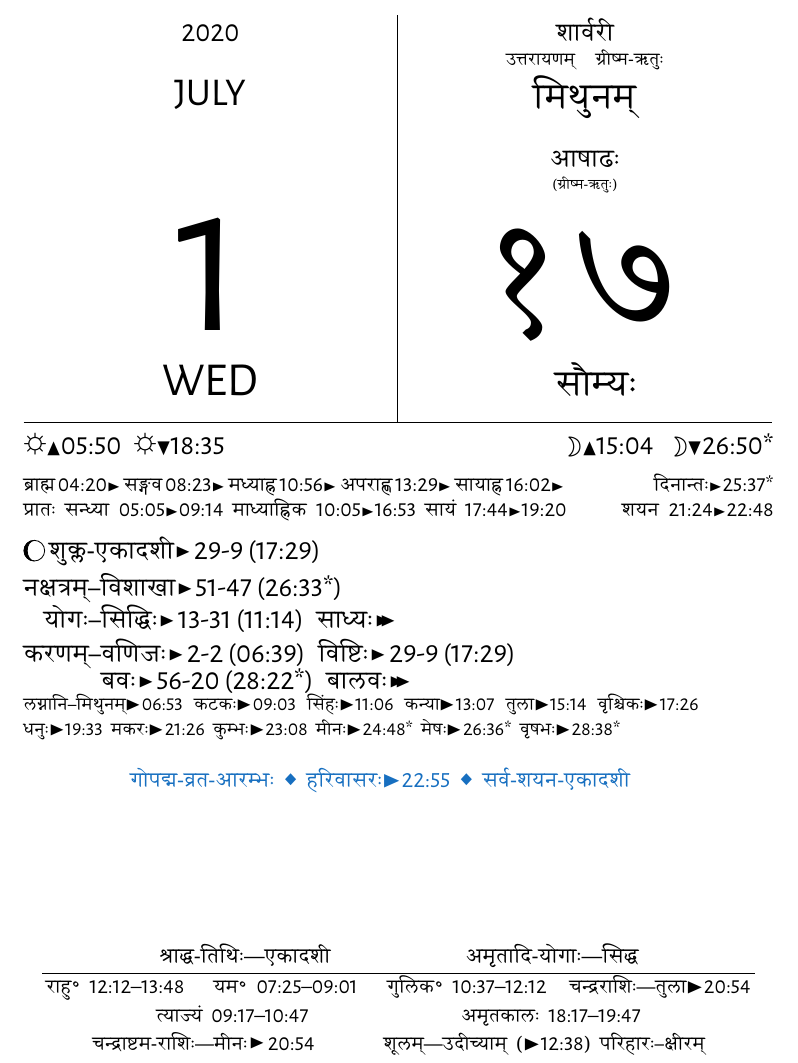 2020
JULY
1
WED
शार्वरी
उत्तरायणम् ग्रीष्म-ऋतुः
मिथुनम्
आषाढः
(ग्रीष्म-ऋतुः)
१७
सौम्यः
☼▲05:50 ☼▼18:35 ☽▲15:04 ☽▼26:50*
ब्राह्म04:20► सङ्गव08:23► मध्याह्न10:56► अपराह्ण13:29► सायाह्न16:02► दिनान्तः►25:37*
प्रातः सन्ध्या 05:05►09:14 माध्याह्निक 10:05►16:53 सायं 17:44►19:20 शयन 21:24►22:48
शुक्ल-एकादशी►29-9 (17:29)
नक्षत्रम्–विशाखा►51-47 (26:33*)
योगः–सिद्धिः►13-31 (11:14) साध्यः►►
करणम्–वणिजः►2-2 (06:39) विष्टिः►29-9 (17:29)
बवः►56-20 (28:22*) बालवः►►
लग्नानि–मिथुनम्►06:53 कटकः►09:03 सिंहः►11:06 कन्या►13:07 तुला►15:14 वृश्चिकः►17:26
धनुः►19:33 मकरः►21:26 कुम्भः►23:08 मीनः►24:48* मेषः►26:36* वृषभः►28:38*
गोपद्म-व्रत-आरम्भः ◆ हरिवासरः►22:55 ◆ सर्व-शयन-एकादशी
श्राद्ध-तिथिः—एकादशी अमृतादि-योगाः—सिद्ध
राहु° 12:12–13:48 यम° 07:25–09:01 गुलिक° 10:37–12:12 चन्द्रराशिः—तुला►20:54
त्याज्यं 09:17–10:47 अमृतकालः 18:17–19:47
चन्द्राष्टम-राशिः—मीनः►20:54 शूलम्—उदीच्याम् (►12:38) परिहारः–क्षीरम्